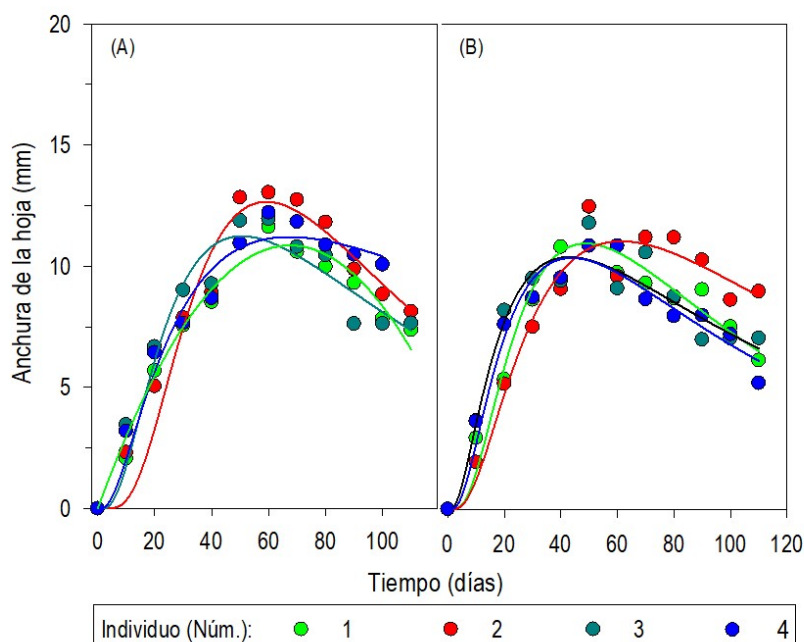 20
15
10
5
0
Anchura de la hoja (mm)
(A)
(B)
0 20 40 60 80 100 0 20 40 60 80 100 120
Tiempo (días)
Individuo (Núm.): 1 2 3 4